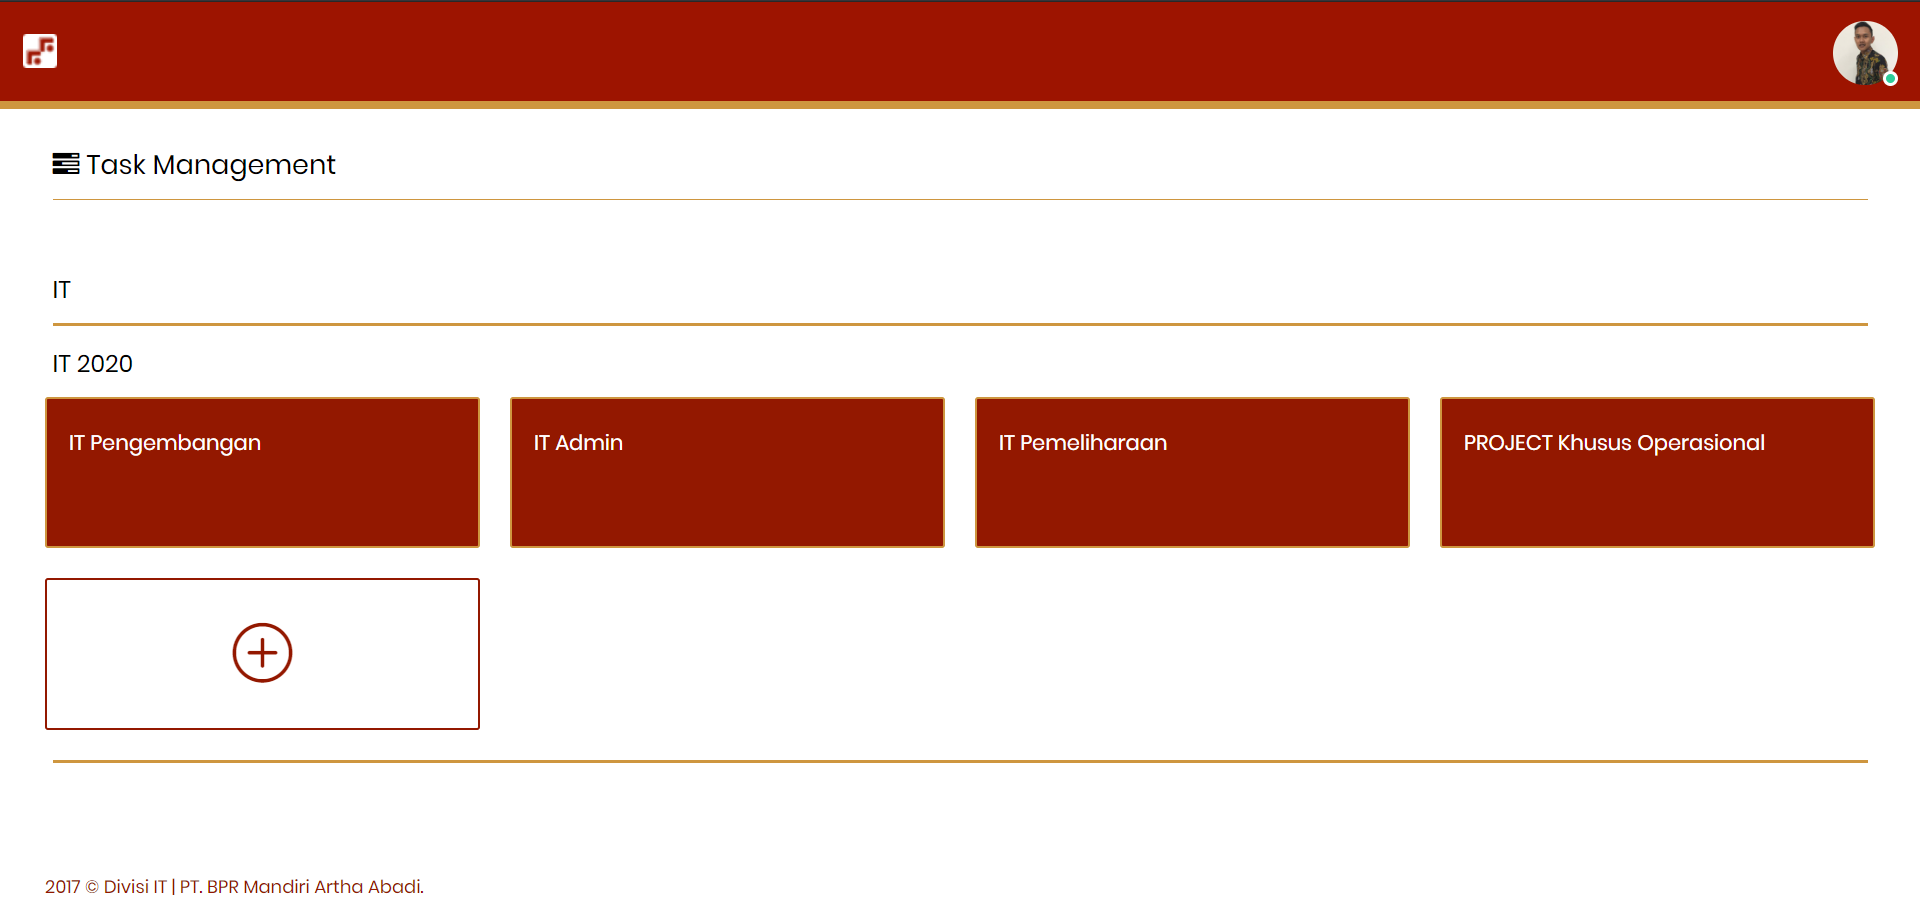 Task Management
IT
IT 2020
IT Pengembangan
IT Admin
IT Pemeliharaan
PROJECT Khusus Operasional
2017 © Divisi IT | PT. BPR Mandiri Artha Abadi.